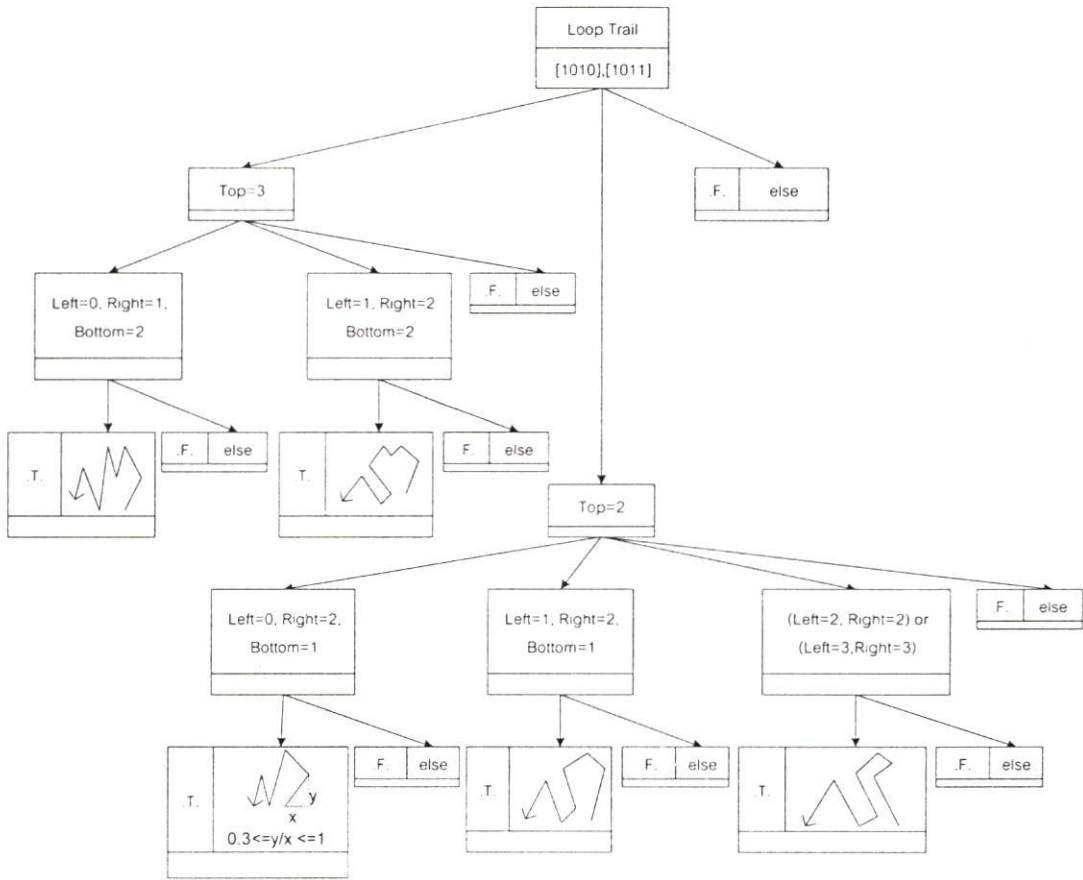 Loop Trail
[1010],[1011]
Top=3
.F. else
Left=0, Right=1,
Bottom=2
Left=1, Right=2
Bottom=2
.F. else
.T.
.F. else
T.
F. else
Top=2
Left=0, Right=2,
Bottom=1
Left=1, Right=2,
Bottom=1
(Left=2, Right=2) or
(Left=3,Right=3)
.F. else
.T.
y
x
0.3<=y/x <=1
.F. else
.T.
.F. else
.T.
.F. else